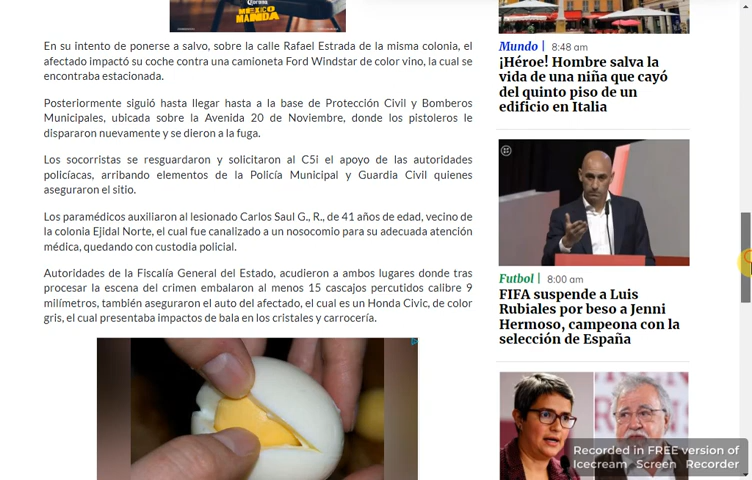 Corona
MÉXICO
MANDA
En su intento de ponerse a salvo, sobre la calle Rafael Estrada de la misma colonia, el
afectado impactó su coche contra una camioneta Ford Windstar de color vino, la cual se
encontraba estacionada.
Posteriormente siguió hasta llegar hasta a la base de Protección Civil y Bomberos
Municipales, ubicada sobre la Avenida 20 de Noviembre, donde los pistoleros le
dispararon nuevamente y se dieron a la fuga.
Los socorristas se resguardaron y solicitaron al C5i el apoyo de las autoridades
policíacas, arribando elementos de la Policía Municipal y Guardia Civil quienes
aseguraron el sitio.
Los paramédicos auxiliaron al lesionado Carlos Saul G., R., de 41 años de edad, vecino de
la colonia Ejidal Norte, el cual fue canalizado a un nosocomio para su adecuada atención
médica, quedando con custodia policial.
Autoridades de la Fiscalía General del Estado, acudieron a ambos lugares donde tras
procesar la escena del crimen embalaron al menos 15 cascajos percutidos calibre 9
milímetros, también aseguraron el auto del afectado, el cual es un Honda Civic, de color
gris, el cual presentaba impactos de bala en los cristales y carrocería.
Mundo | 8:48 am
¡Héroe! Hombre salva la
vida de una niña que cayó
del quinto piso de un
edificio en Italia
Futbol | 8:00 am
FIFA suspende a Luis
Rubiales por beso a Jenni
Hermoso, campeona con la
selección de España
Recorded in FREE version of
Icecream Screen Recorder